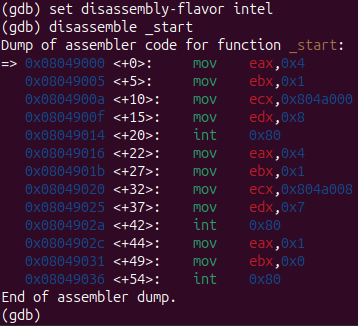 (gdb) set disassembly-flavor intel
(gdb) disassemble _start
Dump of assembler code for function _start:
=> 0x08049000 <+0>:     mov    eax,0x4
   0x08049005 <+5>:     mov    ebx,0x1
   0x0804900a <+10>:    mov    ecx,0x804a000
   0x0804900f <+15>:    mov    edx,0x8
   0x08049014 <+20>:    int    0x80
   0x08049016 <+22>:    mov    eax,0x4
   0x0804901b <+27>:    mov    ebx,0x1
   0x08049020 <+32>:    mov    ecx,0x804a008
   0x08049025 <+37>:    mov    edx,0x7
   0x0804902a <+42>:    int    0x80
   0x0804902c <+44>:    mov    eax,0x1
   0x08049031 <+49>:    mov    ebx,0x0
   0x08049036 <+54>:    int    0x80
End of assembler dump.
(gdb)